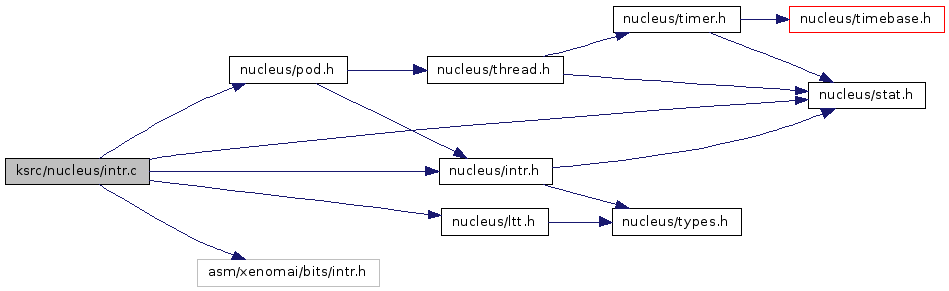 nucleus/timer.h
nucleus/timebase.h
nucleus/pod.h
nucleus/thread.h
nucleus/stat.h
ksrc/nucleus/intr.c
nucleus/intr.h
nucleus/ltt.h
nucleus/types.h
asm/xenomai/bits/intr.h